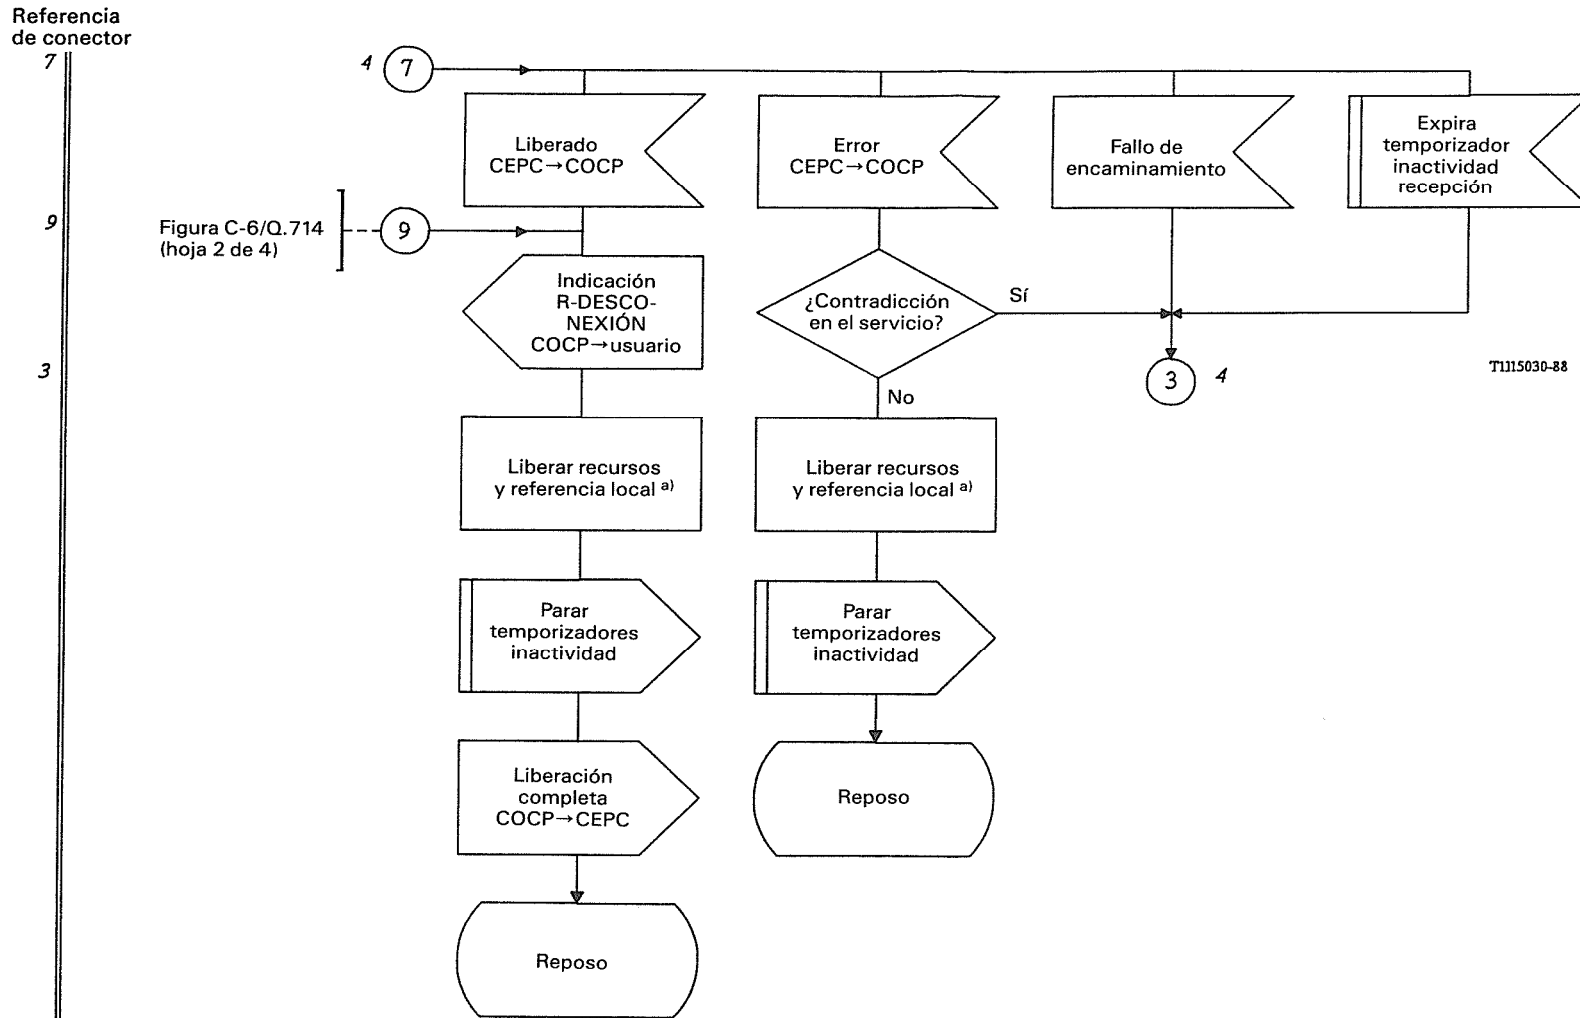 Referencia
de conector
7
4
7
Liberado
CEPC→COCP
Error
CEPC→COCP
Fallo de
encaminamiento
Expira
temporizador
inactividad
recepción
9
Figura C-6/Q.714
(hoja 2 de 4)
9
Indicación
R-DESCO-
NEXIÓN
COCP→usuario
¿Contradicción
en el servicio?
Sí
3
3
4
T1115030-88
No
Liberar recursos
y referencia local a)
Liberar recursos
y referencia local a)
Parar
temporizadores
inactividad
Parar
temporizadores
inactividad
Liberación
completa
COCP→CEPC
Reposo
Reposo